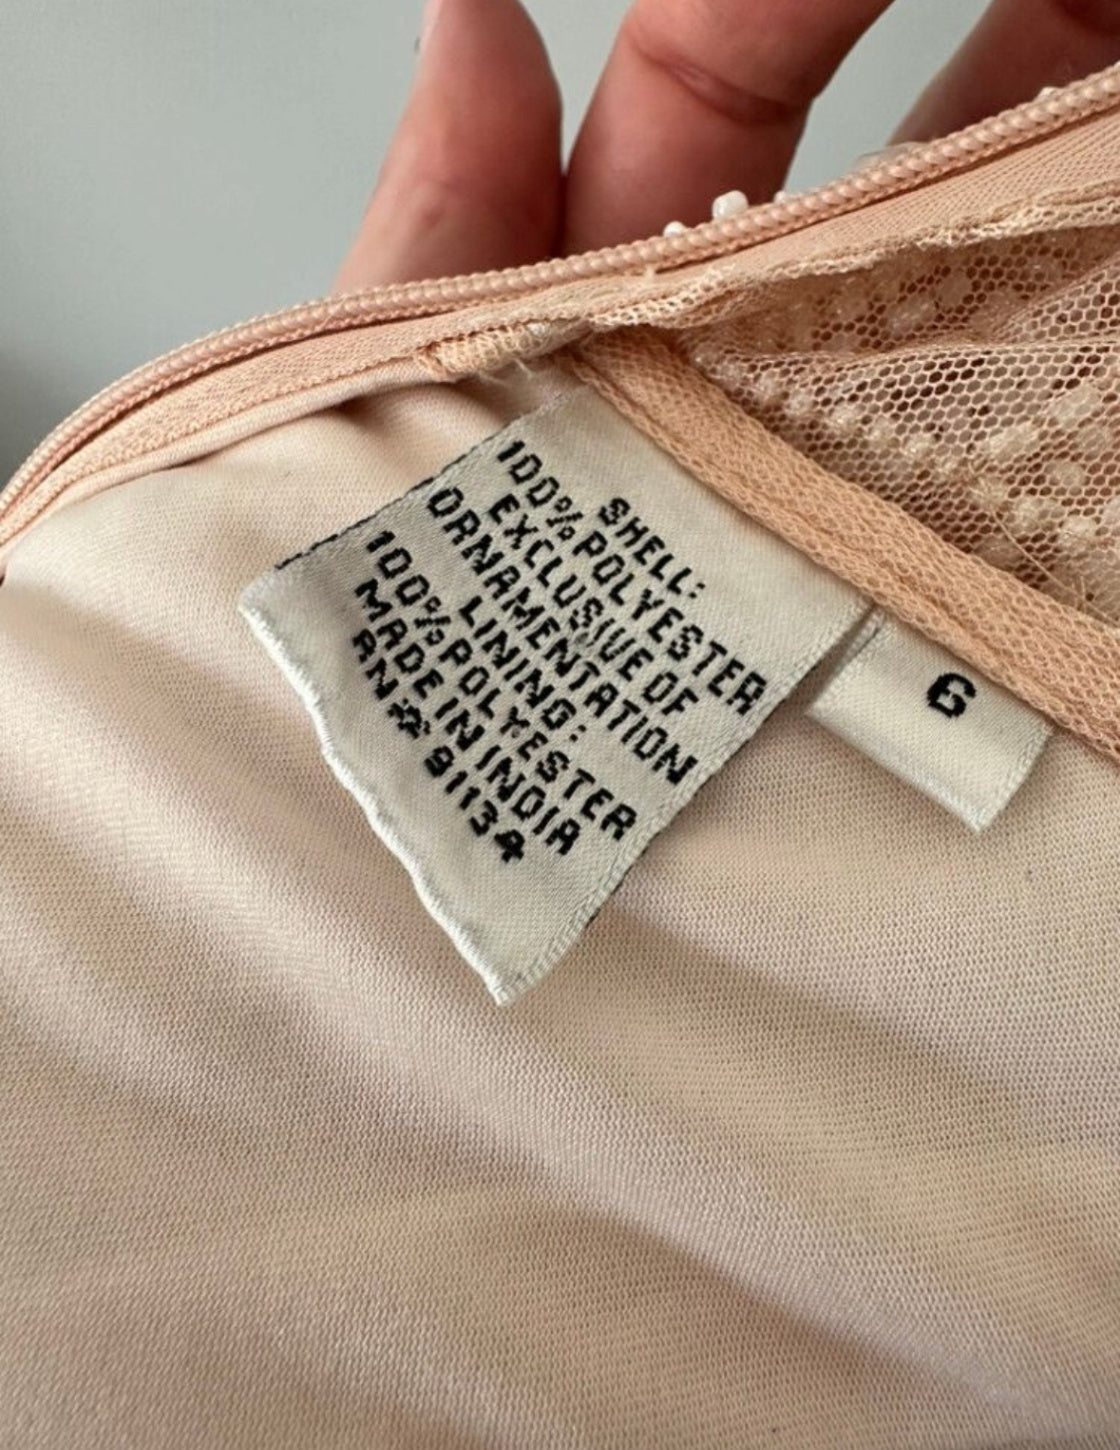 SHELL:
100% POLYESTER
EXCLUSIVE OF
ORNAMENTATION
LINING:
100% POLYESTER
MADE IN INDIA
RN# 91134
6